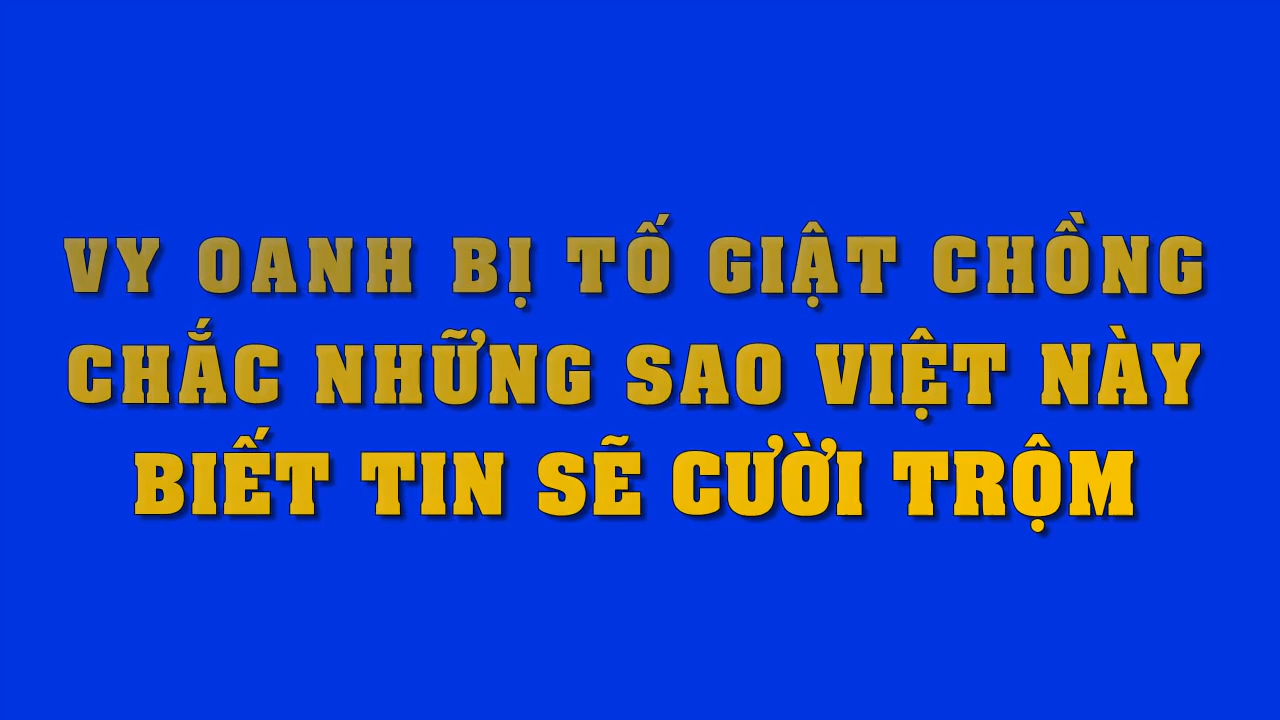 VY OANH BỊ TỐ GIẬT CHỒNG
CHẮC NHỮNG SAO VIỆT NÀY
BIẾT TIN SẼ CƯỜI TRỘM